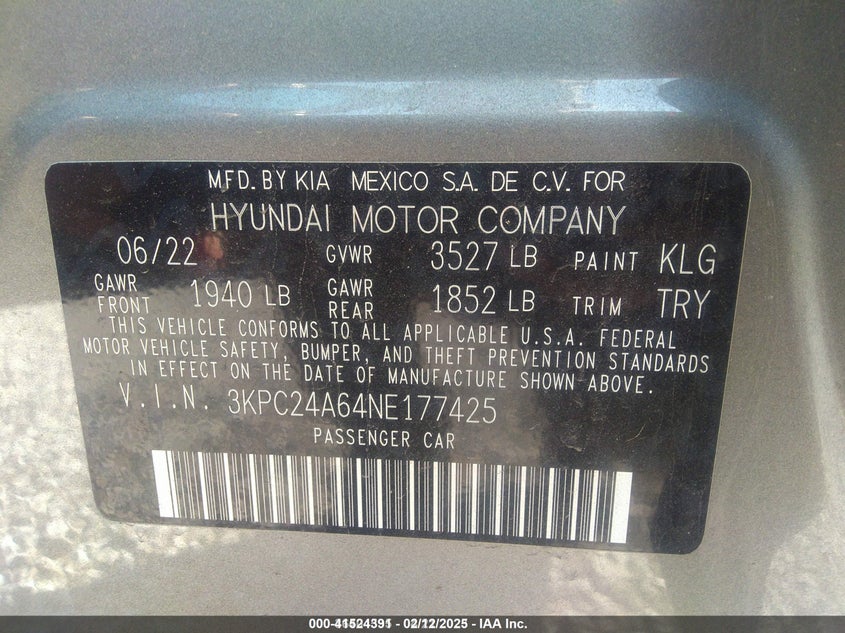 MFD. BY KIA MEXICO S.A. DE C.V. FOR
HYUNDAI MOTOR COMPANY
06/22 GVWR 3527 LB PAINT KLG
GAWR FRONT 1940 LB GAWR REAR 1852 LB TRIM TRY
THIS VEHICLE CONFORMS TO ALL APPLICABLE U.S.A. FEDERAL
MOTOR VEHICLE SAFETY, BUMPER, AND THEFT PREVENTION STANDARDS
IN EFFECT ON THE DATE OF MANUFACTURE SHOWN ABOVE.
V.I.N. 3KPC24A64NE177425
PASSENGER CAR
000-41524391 - 02/12/2025 - IAA Inc.